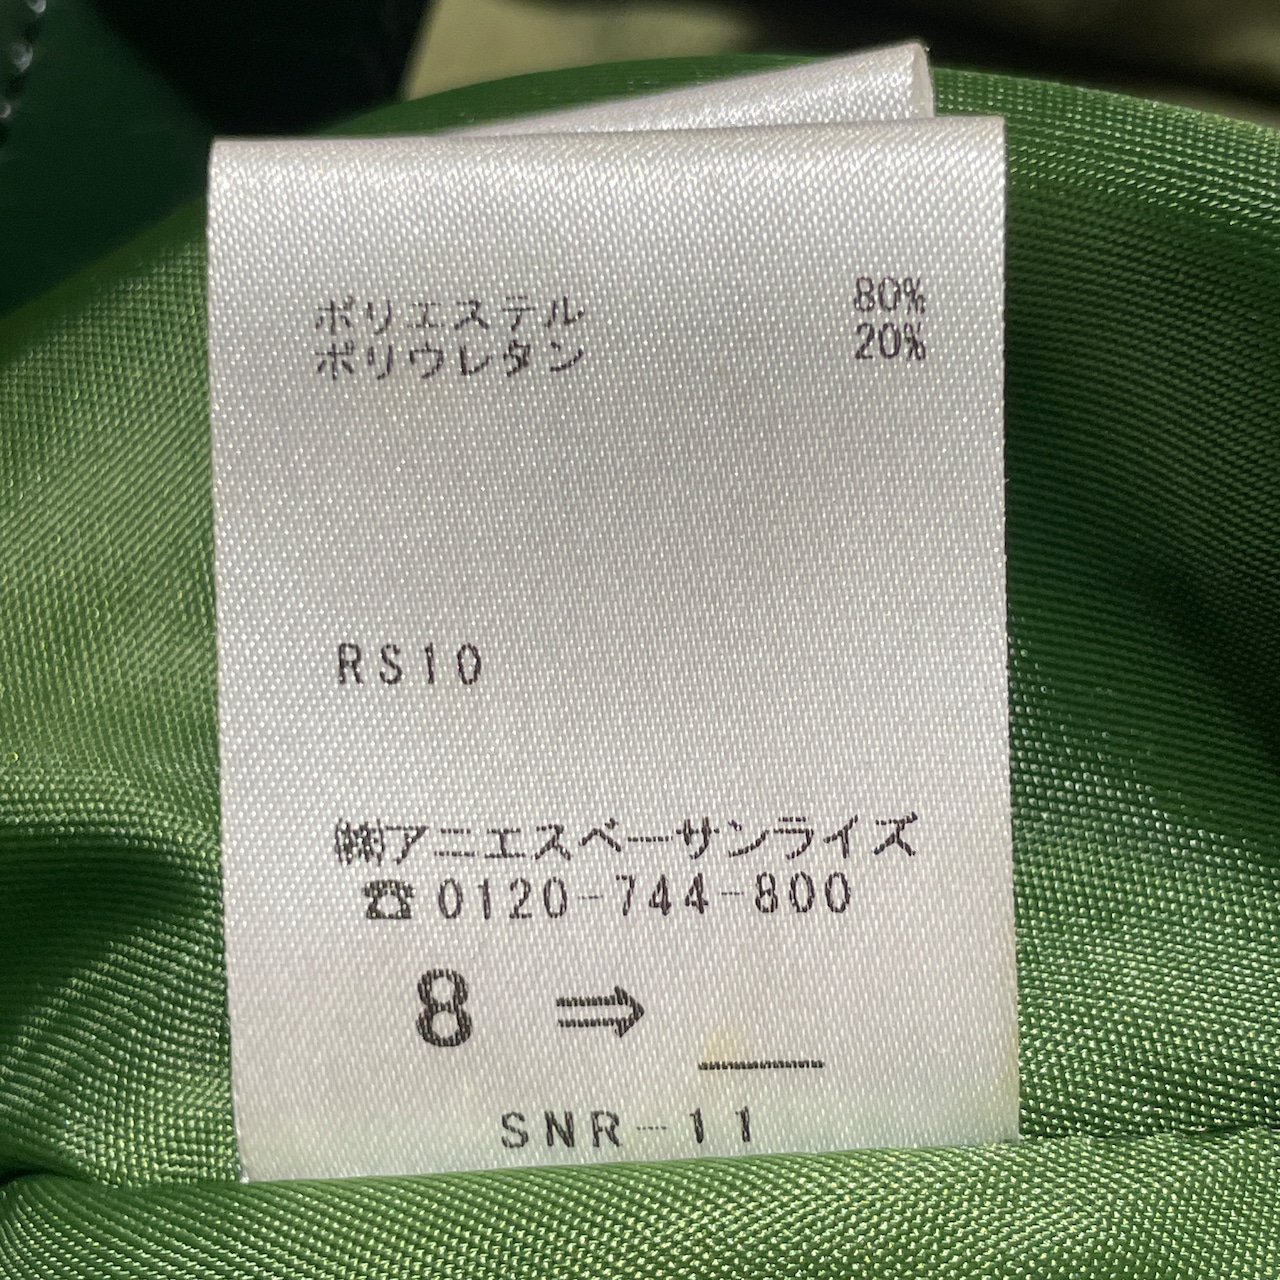 ポリエステル 80%
ポリウレタン 20%
RS10
㈱アニエスベーサンライズ
☎0120-744-800
8 ⇒ ___
SNR-11